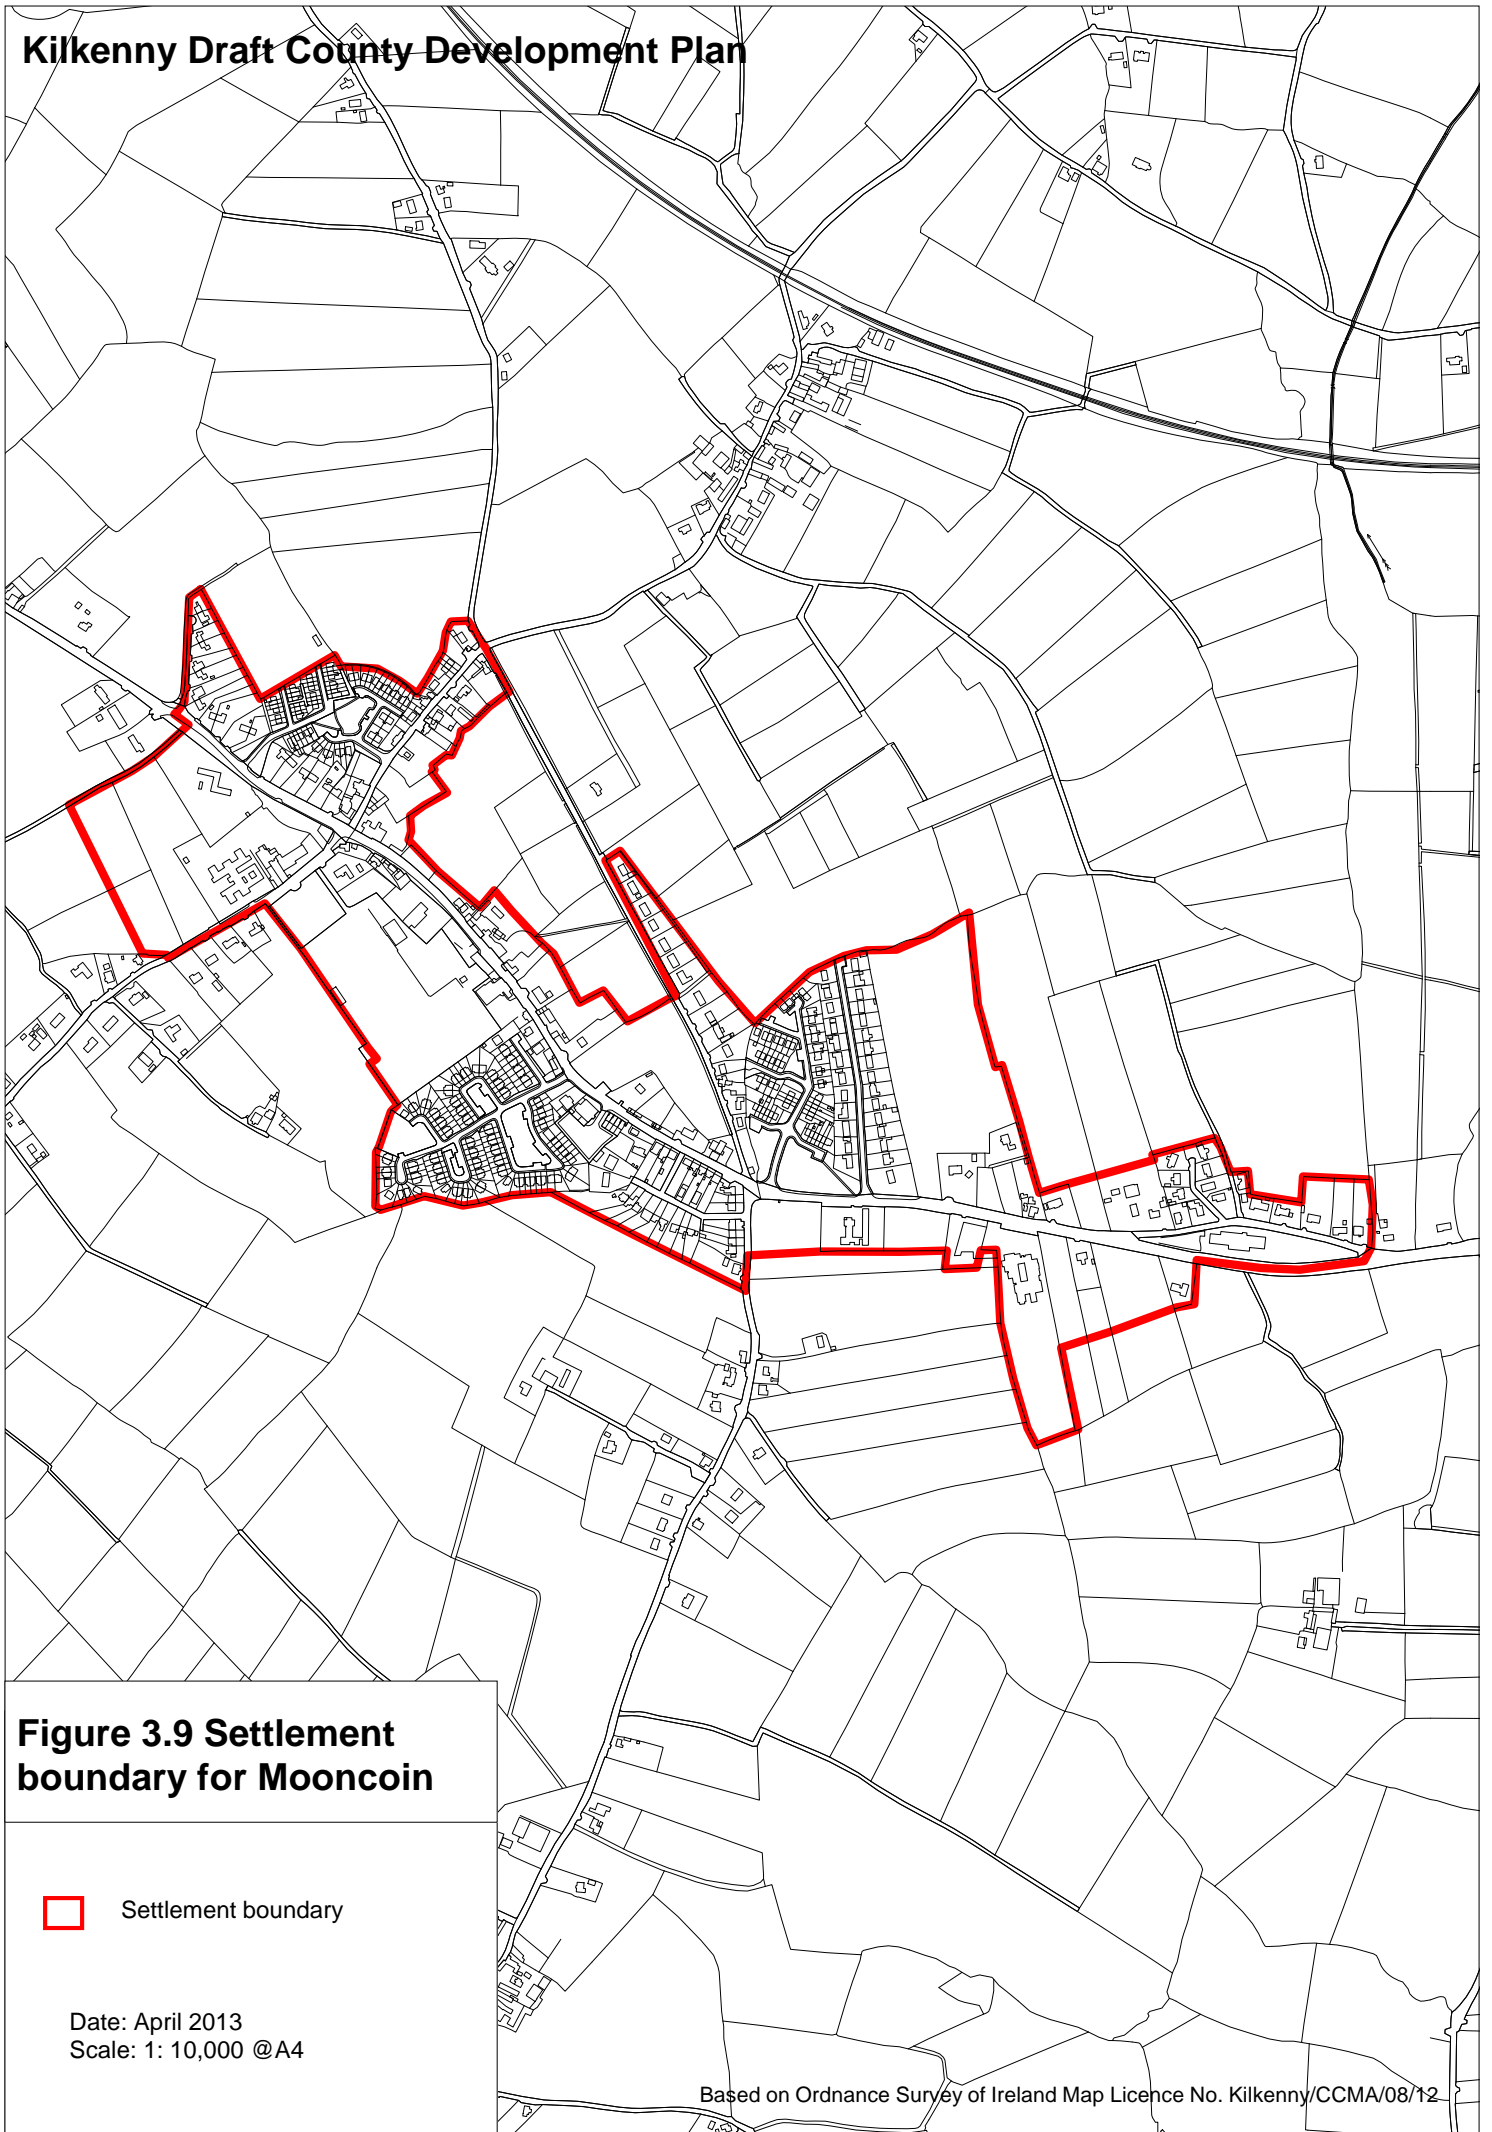 Kilkenny Draft County Development Plan
Figure 3.9 Settlement
boundary for Mooncoin
Settlement boundary
Date: April 2013
Scale: 1: 10,000 @A4
Based on Ordnance Survey of Ireland Map Licence No. Kilkenny/CCMA/08/12